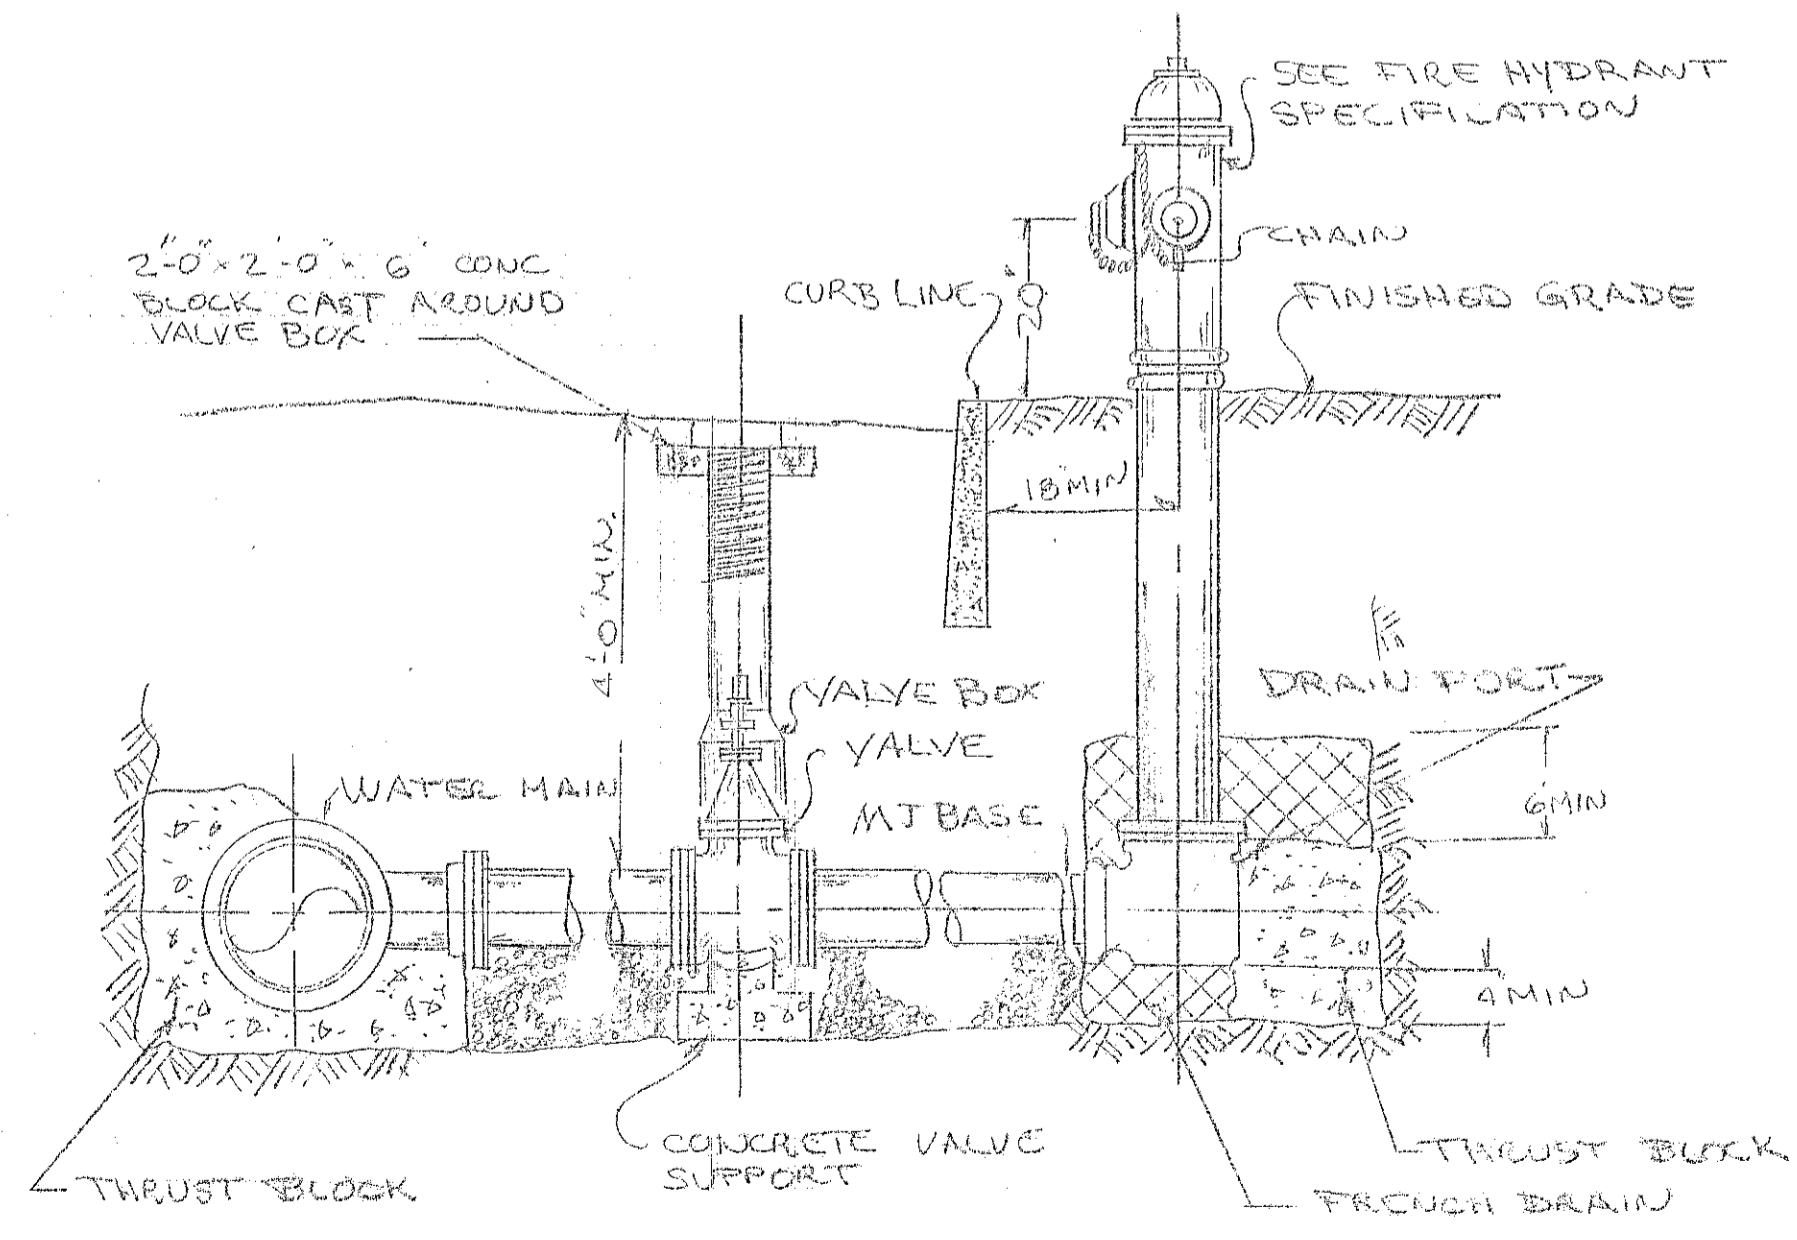 SEE FIRE HYDRANT
SPECIFICATION
2'-0" x 2'-0" x 6" CONC
BLOCK CAST AROUND
VALVE BOX
CHAIN
CURB LINE
20"
FINISHED GRADE
18" MIN
4'-0" MIN.
DRAIN PORT
VALVE BOX
VALVE
WATER MAIN
MJ BASE
6" MIN
4" MIN
CONCRETE VALVE
SUPPORT
THRUST BLOCK
THRUST BLOCK
FRENCH DRAIN